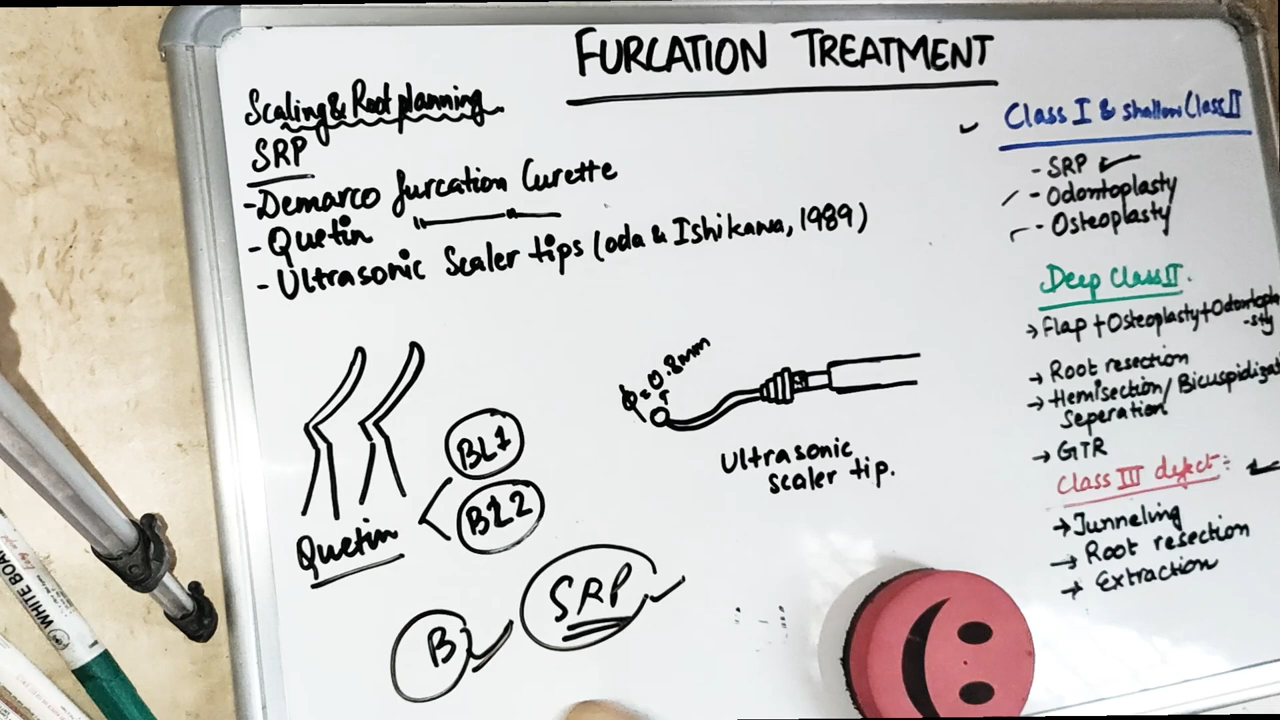 FURCATION TREATMENT
Scaling & Root planning.
SRP
- Demarco furcation Curette
- Quetin
- Ultrasonic Scaler tips (oda & Ishikawa, 1989)
Quetin
BL1
BL2
B
SRP
ϕ = 0.8mm
Ultrasonic
scaler tip.
Class I & shallow Class II
- SRP
- Odontoplasty
- Osteoplasty
Deep Class II.
→ Flap + Osteoplasty + Odontopla
-sty
→ Root resection
→ Hemisection/Bicuspidizat
Seperation
→ GTR
Class III defect:
→ Tunneling
→ Root resection
→ Extraction
WHITE BOA